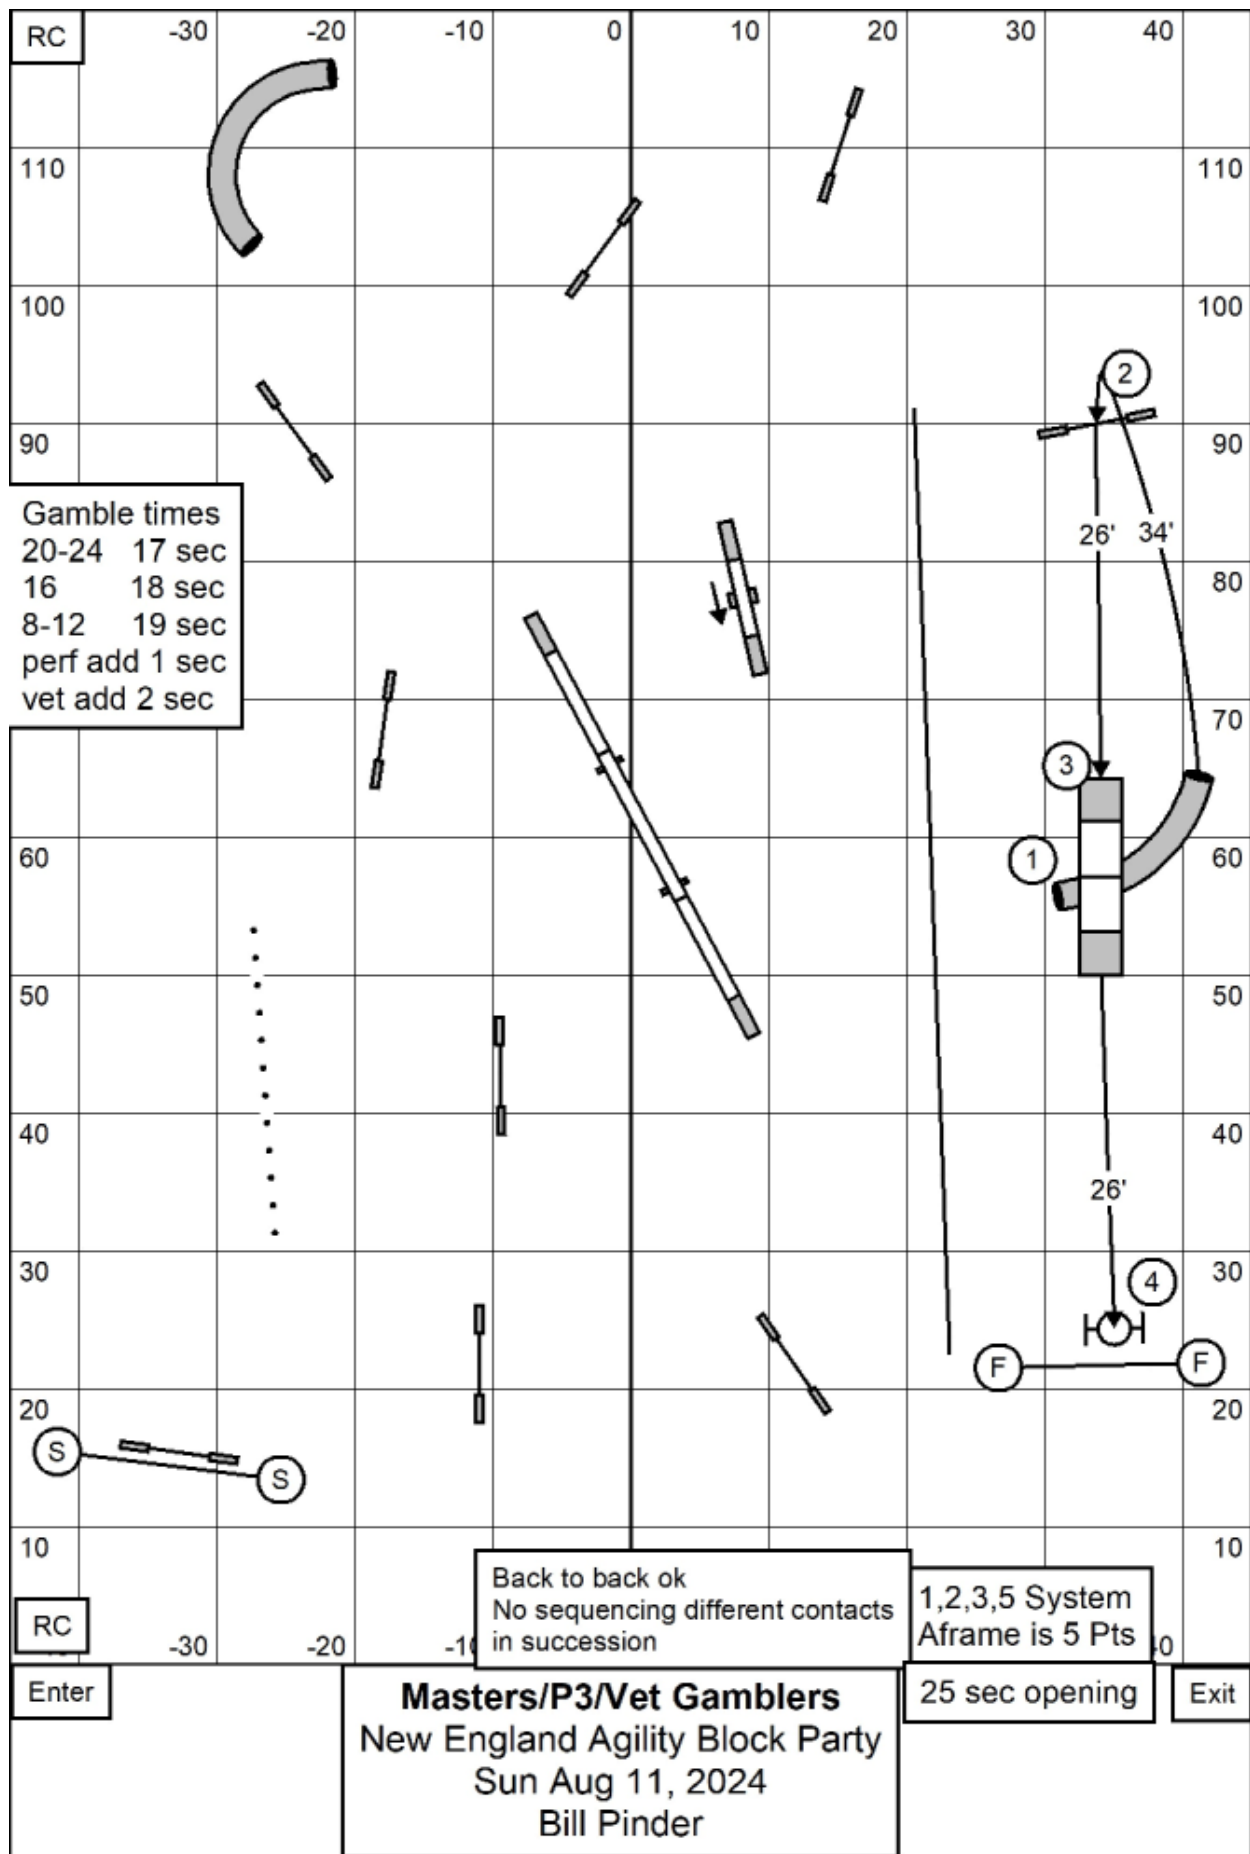 RC
-30 -20 -10 0 10 20 30 40
110 110
100 100
2
90 90
Gamble times
20-24 17 sec
16 18 sec
8-12 19 sec
perf add 1 sec
vet add 2 sec
26' 34'
80 80
70 70
3
60 60
1
50 50
40 40
26'
30 30
4
F F
20 20
S S
10 10
Back to back ok
No sequencing different contacts
in succession
1,2,3,5 System
Aframe is 5 Pts
RC
-30 -20
Enter
Masters/P3/Vet Gamblers
New England Agility Block Party
Sun Aug 11, 2024
Bill Pinder
25 sec opening
Exit